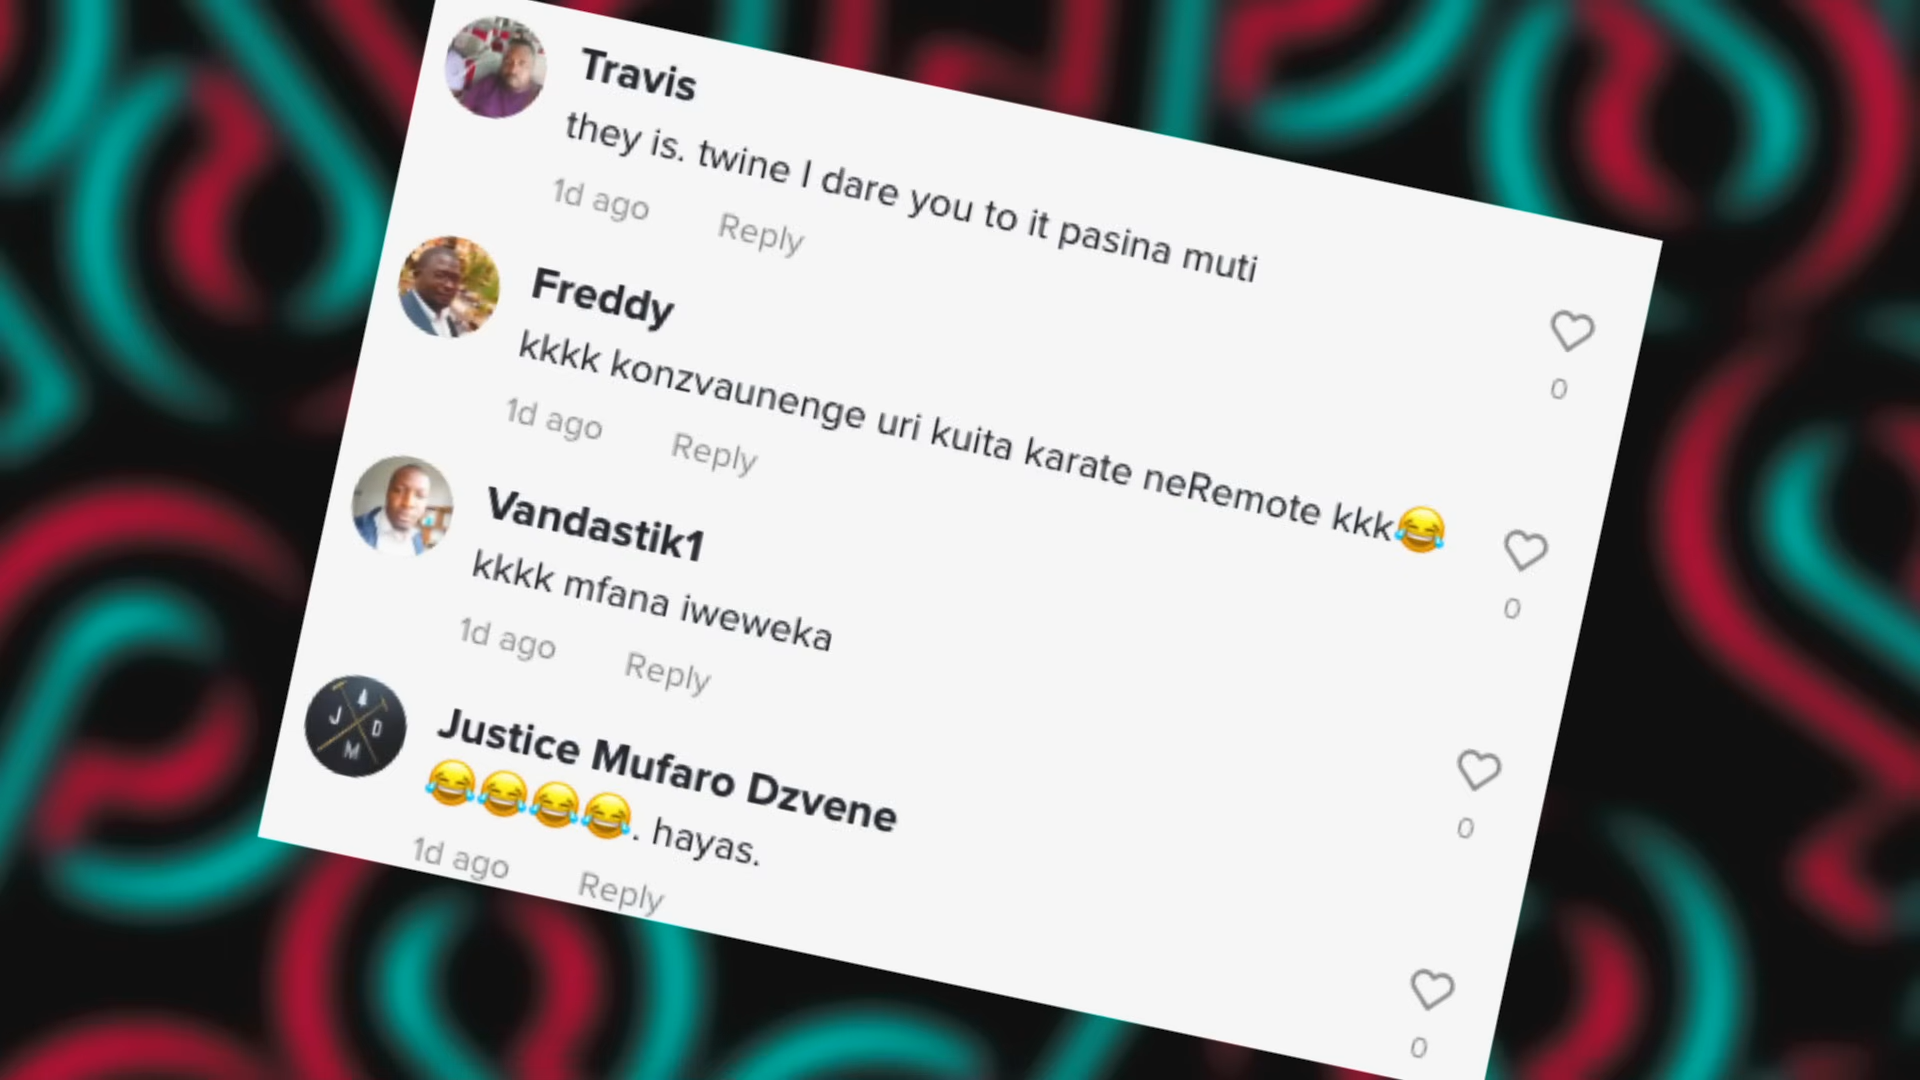 Travis
they is. twine I dare you to it pasina muti
1d ago Reply
0
Freddy
kkkk konzvaunenge uri kuita karate neRemote kkk😂
1d ago Reply
0
Vandastik1
kkkk mfana iweweka
1d ago Reply
0
J A D M
Justice Mufaro Dzvene
😂😂😂😂. hayas.
1d ago Reply
0